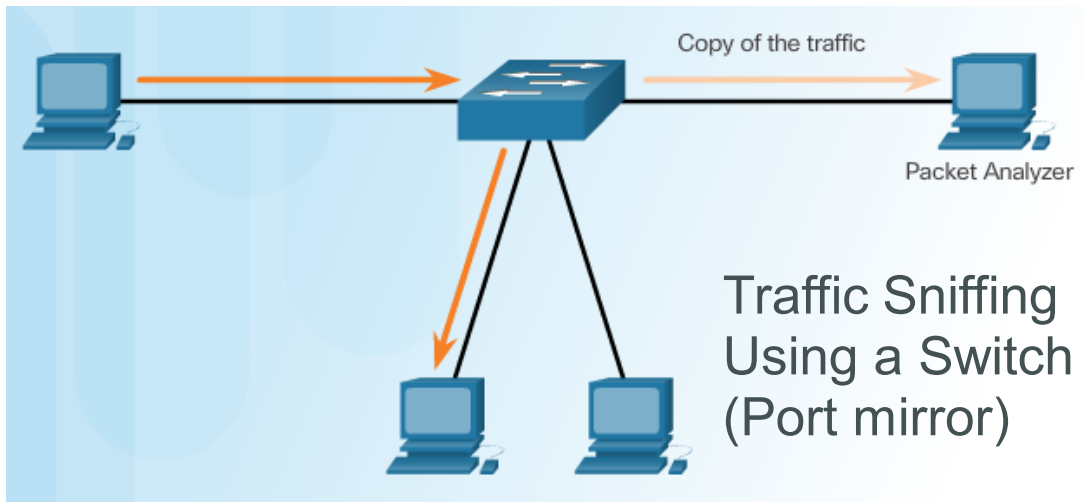 Copy of the traffic
Packet Analyzer
Traffic Sniffing
Using a Switch
(Port mirror)